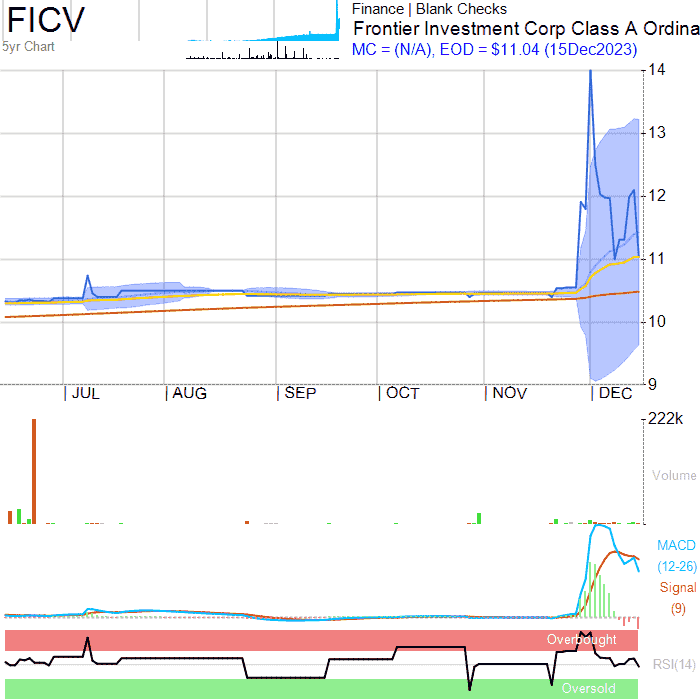 FICV
5yr Chart
Finance | Blank Checks
Frontier Investment Corp Class A Ordina
MC = (N/A), EOD = $11.04 (15Dec2023)
14
13
12
11
10
9
JUL AUG SEP OCT NOV DEC
222k
Volume
MACD
(12-26)
Signal
(9)
Overbought
RSI(14)
Oversold